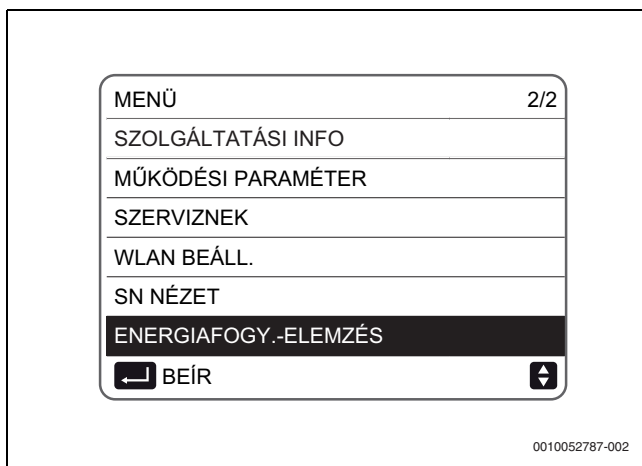 MENÜ 2/2
SZOLGÁLTATÁSI INFO
MŰKÖDÉSI PARAMÉTER
SZERVIZNEK
WLAN BEÁLL.
SN NÉZET
ENERGIAFOGY.-ELEMZÉS
BEÍR
0010052787-002